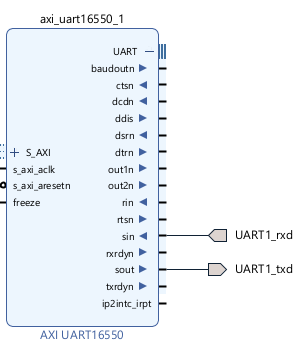 axi_uart16550_1
UART
baudoutn
ctsn
dcdn
ddis
dsrn
S_AXI
dtrn
s_axi_aclk
out1n
s_axi_aresetn
out2n
freeze
rin
rtsn
sin
UART1_rxd
rxrdyn
sout
UART1_txd
txrdyn
ip2intc_irpt
AXI UART16550